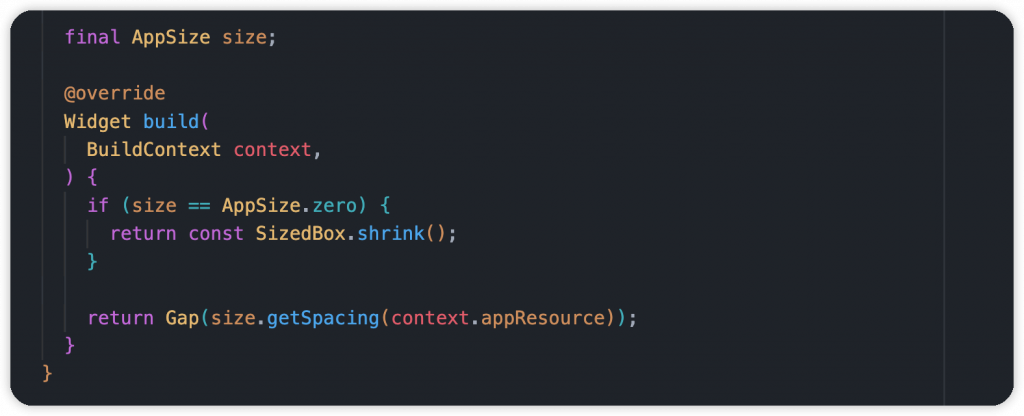 final AppSize size;
@override
Widget build(
BuildContext context,
) {
if (size == AppSize.zero) {
return const SizedBox.shrink();
}
return Gap(size.getSpacing(context.appResource));
}
}